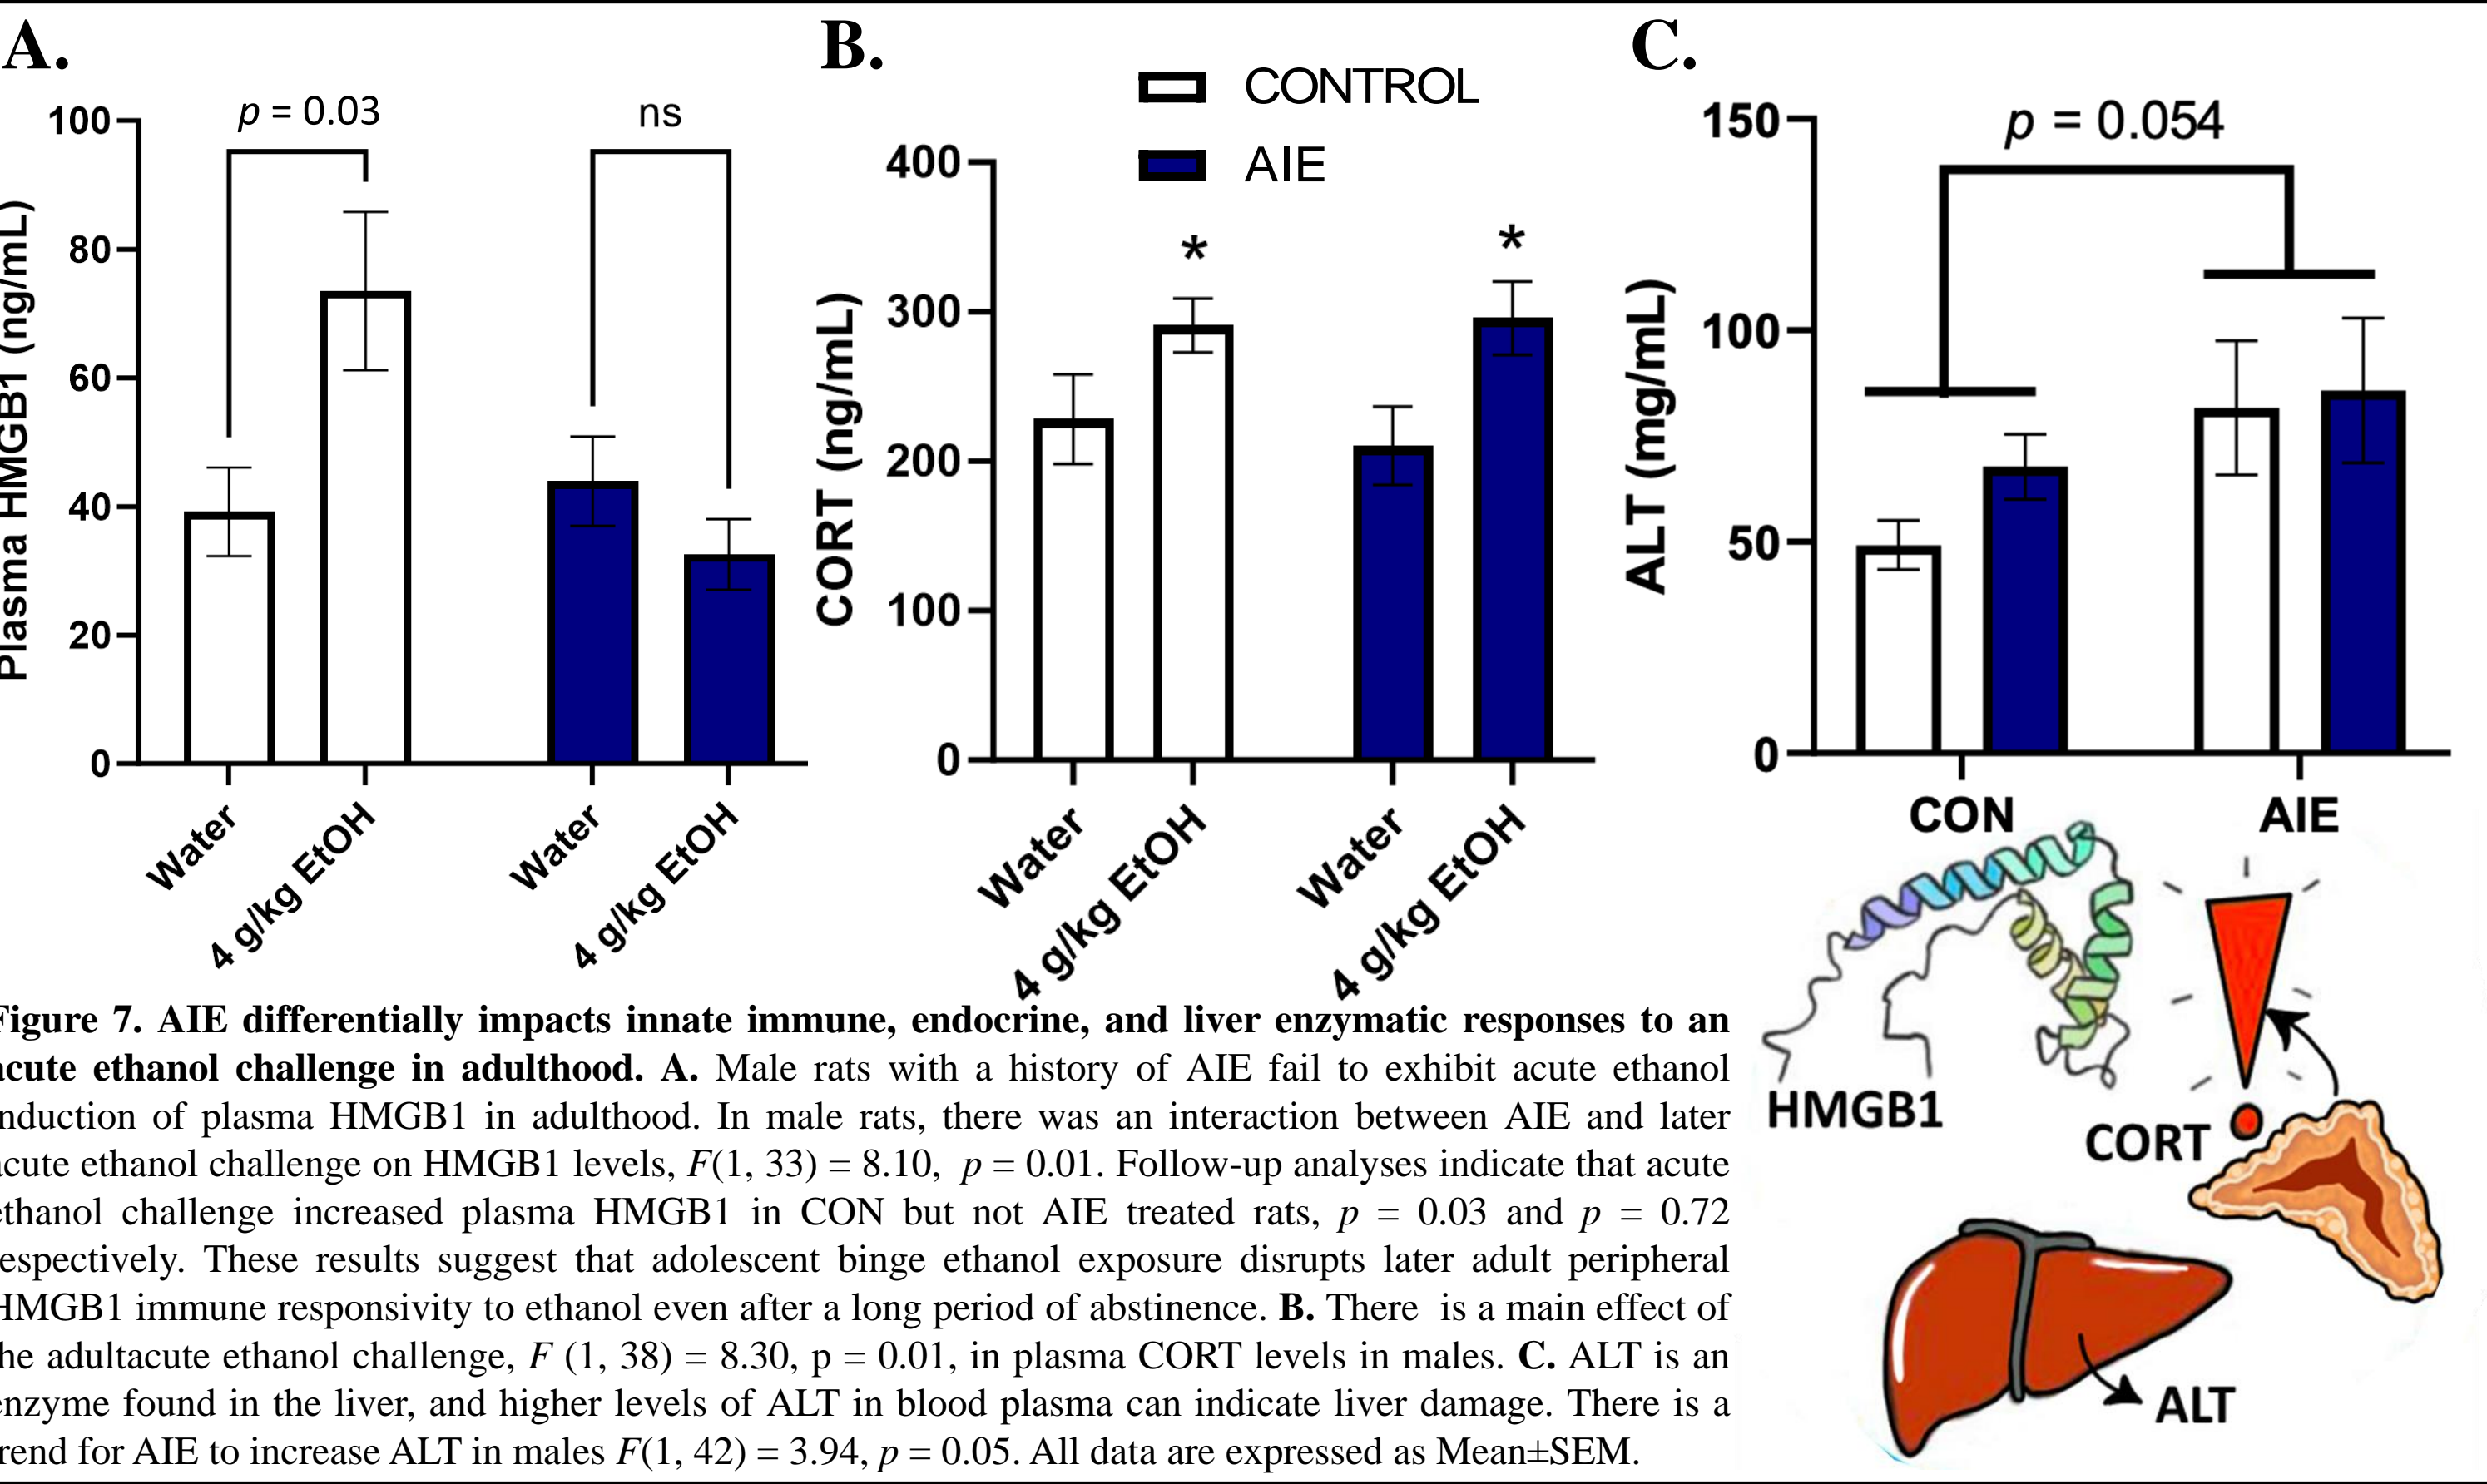 A.
Plasma HMGB1 (ng/mL)
100
80
60
40
20
0
p = 0.03
ns
Water
4 g/kg EtOH
Water
4 g/kg EtOH
B.
CONTROL
AIE
CORT (ng/mL)
400
300
200
100
0
*
*
Water
4 g/kg EtOH
Water
4 g/kg EtOH
C.
ALT (mg/mL)
150
100
50
0
p = 0.054
CON
AIE
HMGB1
CORT
ALT
Figure 7. AIE differentially impacts innate immune, endocrine, and liver enzymatic responses to an
acute ethanol challenge in adulthood. A. Male rats with a history of AIE fail to exhibit acute ethanol
nduction of plasma HMGB1 in adulthood. In male rats, there was an interaction between AIE and later
acute ethanol challenge on HMGB1 levels, F(1, 33) = 8.10, p = 0.01. Follow-up analyses indicate that acute
ethanol challenge increased plasma HMGB1 in CON but not AIE treated rats, p = 0.03 and p = 0.72
espectively. These results suggest that adolescent binge ethanol exposure disrupts later adult peripheral
HMGB1 immune responsivity to ethanol even after a long period of abstinence. B. There is a main effect of
he adultacute ethanol challenge, F (1, 38) = 8.30, p = 0.01, in plasma CORT levels in males. C. ALT is an
enzyme found in the liver, and higher levels of ALT in blood plasma can indicate liver damage. There is a
rend for AIE to increase ALT in males F(1, 42) = 3.94, p = 0.05. All data are expressed as Mean±SEM.